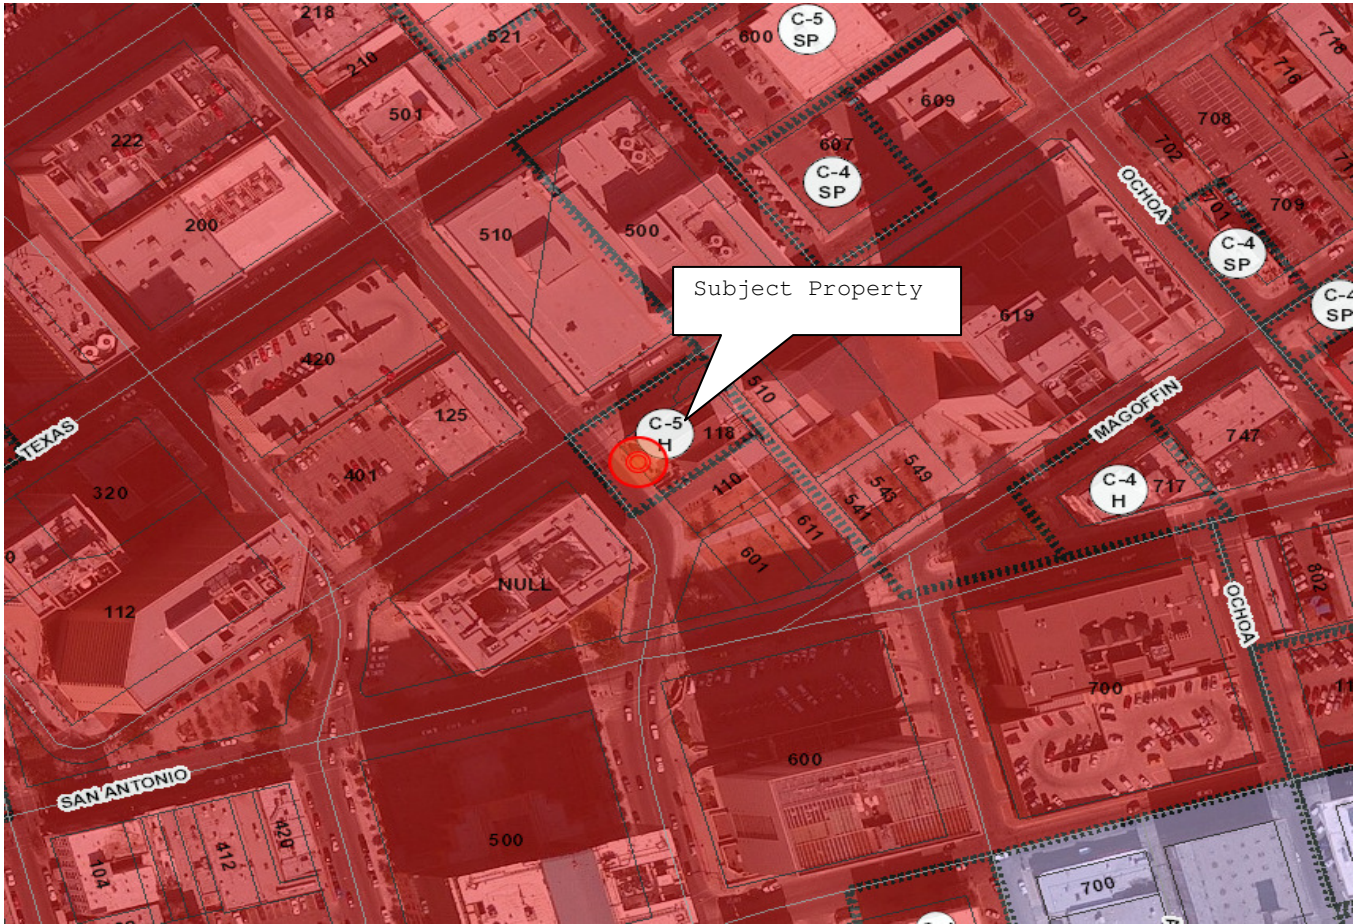 218
521
600
C-5
SP
701
716
716
210
501
609
708
222
607
702
C-4
SP
OCHOA
701
709
200
510
500
C-4
SP
C-4
SP
Subject Property
619
420
510
125
MAGOFFIN
TEXAS
C-5
H
118
747
401
549
320
110
543
C-4
H
717
541
611
601
NULL
802
112
OCHOA
700
SAN ANTONIO
600
420
500
412
104
700